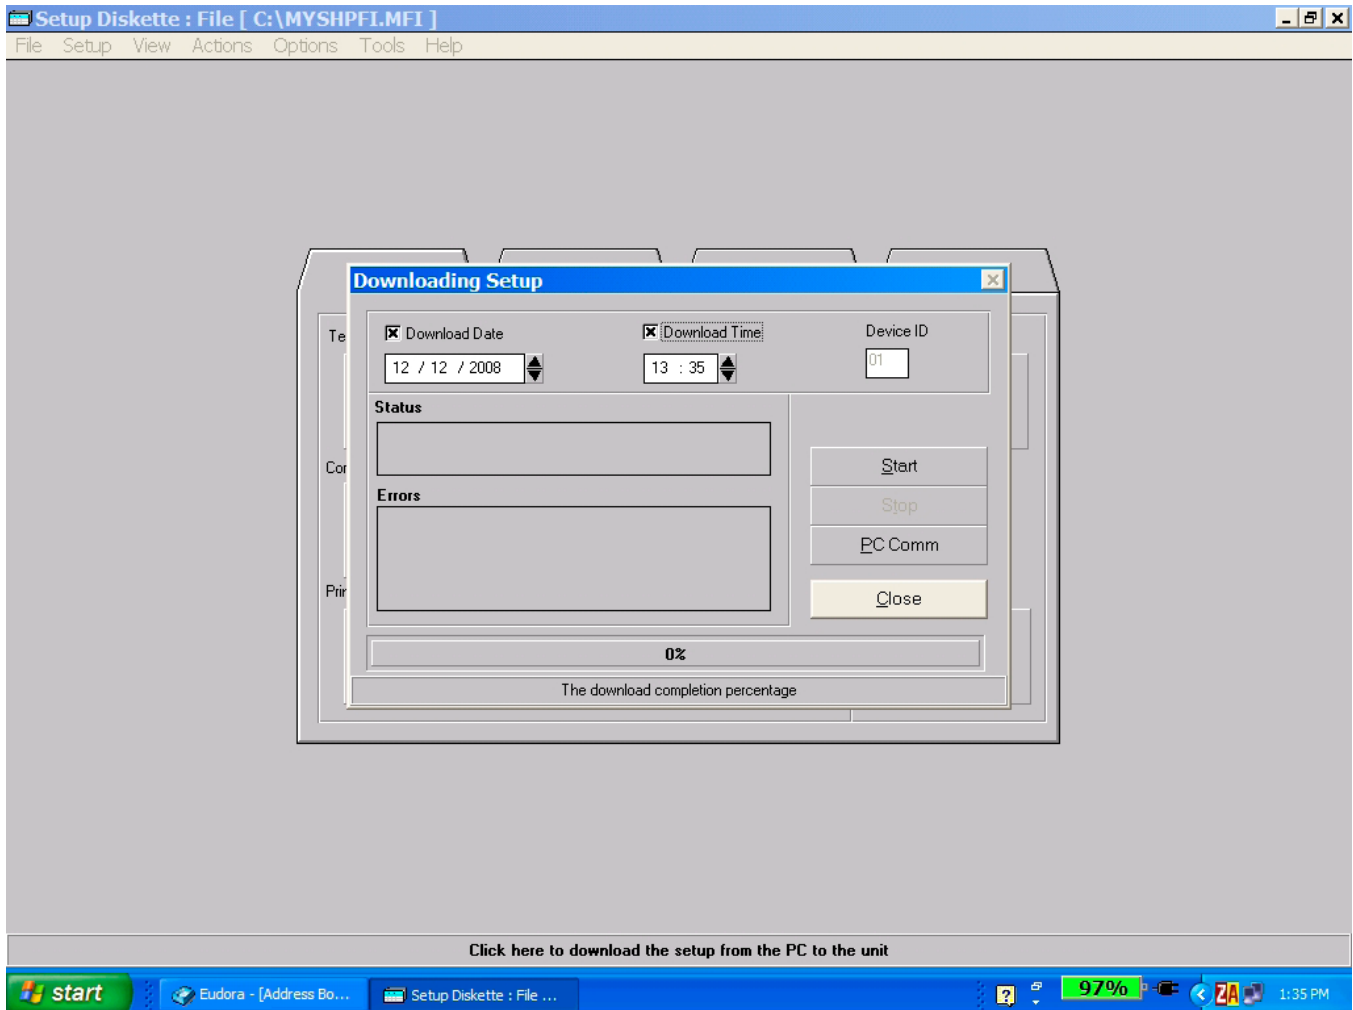 Setup Diskette : File [ C:\MYSHPFI.MFI ]
File Setup View Actions Options Tools Help
Downloading Setup
Te
Download Date
Download Time
Device ID
12 / 12 / 2008
13 : 35
01
Status
Cor
Start
Errors
Stop
PC Comm
Prin
Close
0%
The download completion percentage
Click here to download the setup from the PC to the unit
start
Eudora - [Address Bo...
Setup Diskette : File ...
97%
ZA
1:35 PM